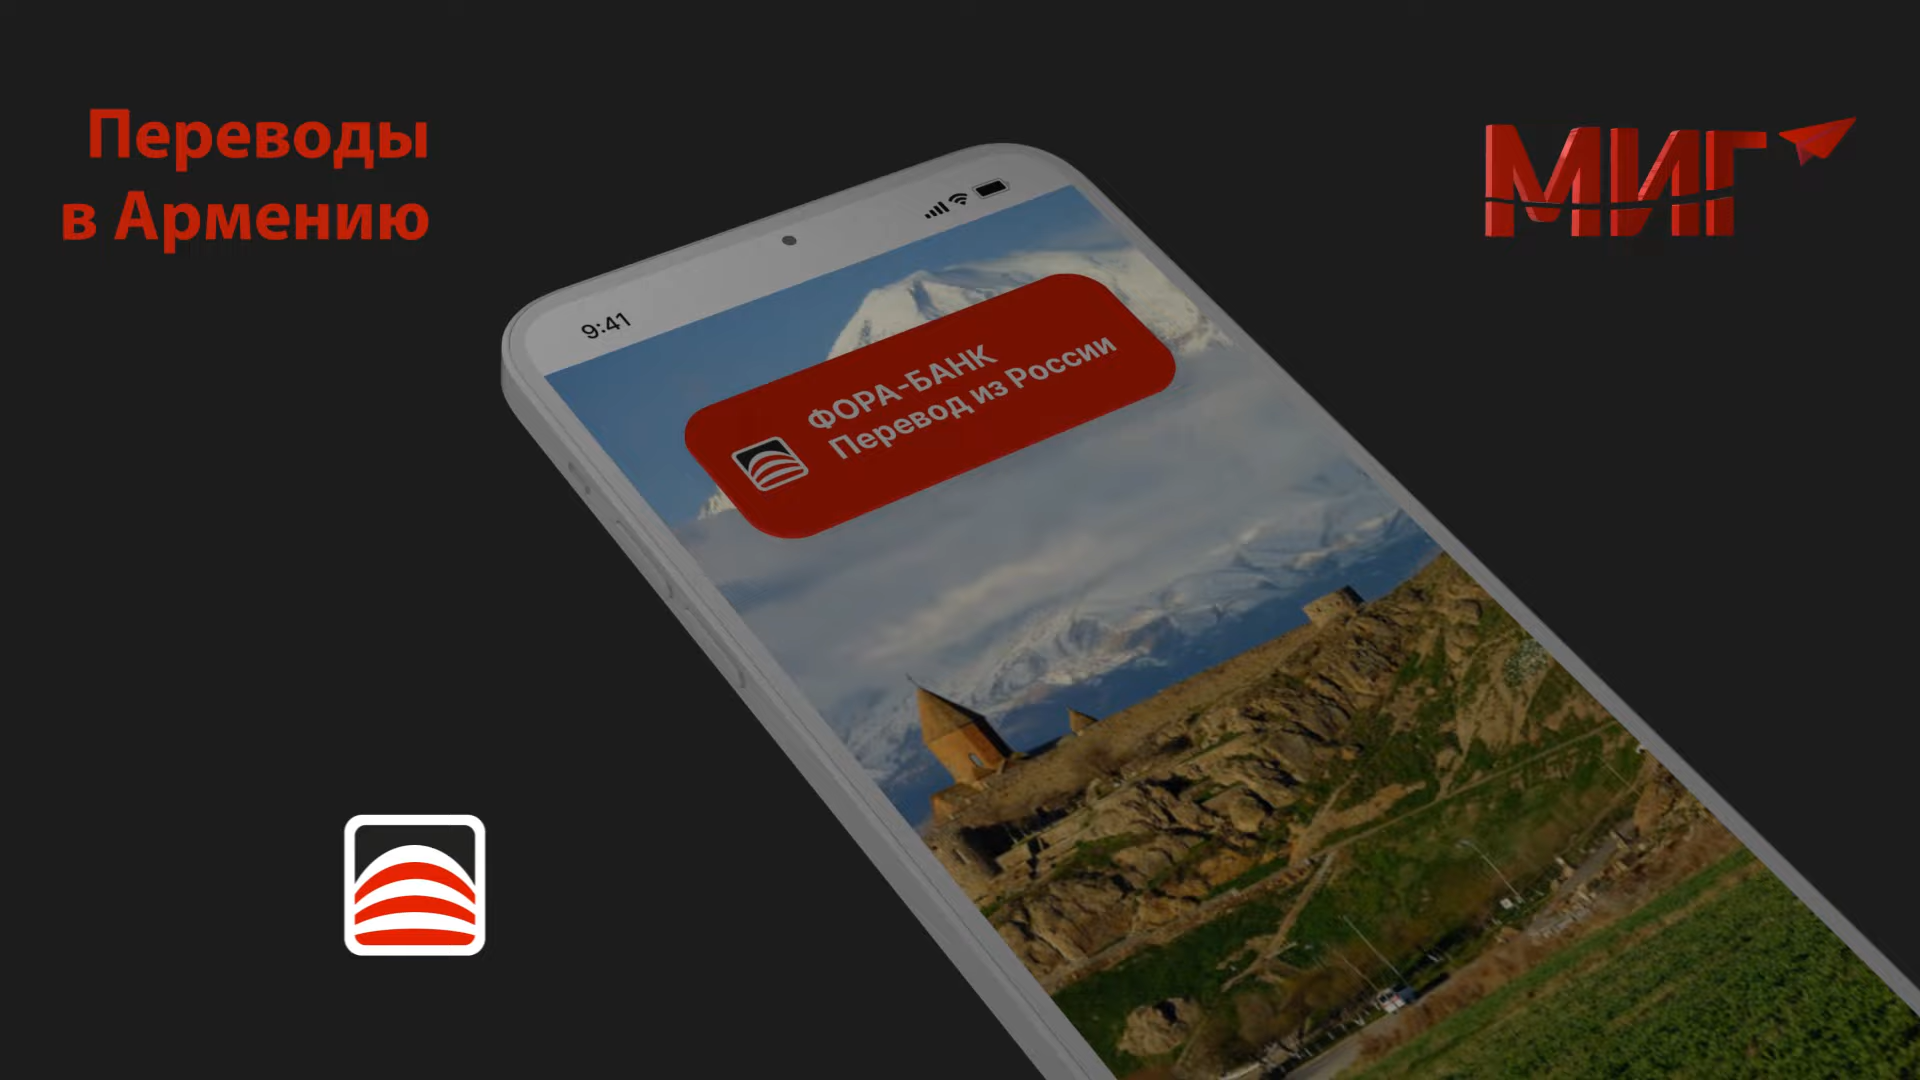 Переводы
в Армению
МИГ
9:41
ФОРА-БАНК
Перевод из России